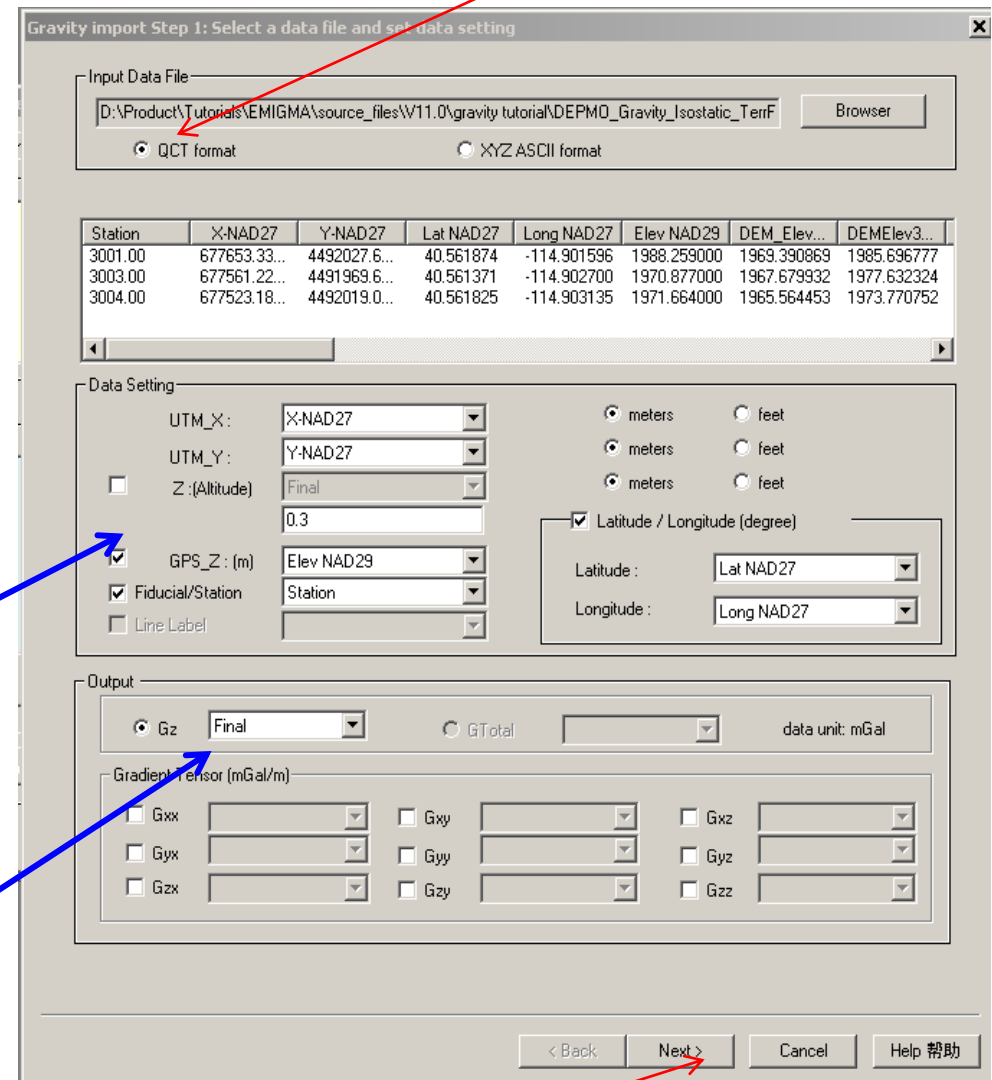 Gravity import Step 1: Select a data file and set data setting
Input Data File
D:\Product\Tutorials\EMIGMA\source_files\V11.0\gravity tutorial\DEPMO_Gravity_Isostatic_TerrF
Browser
QCT format
XYZ ASCII format
Station X-NAD27 Y-NAD27 Lat NAD27 Long NAD27 Elev NAD29 DEM_Elev... DEMElev3...
3001.00 677653.33... 4492027.6... 40.561874 -114.901596 1988.259000 1969.390869 1985.696777
3003.00 677561.22... 4491969.6... 40.561371 -114.902700 1970.877000 1967.679932 1977.632324
3004.00 677523.18... 4492019.0... 40.561825 -114.903135 1971.664000 1965.564453 1973.770752
Data Setting
UTM_X : X-NAD27 meters feet
UTM_Y : Y-NAD27 meters feet
Z :(Altitude) Final meters feet
0.3
Latitude / Longitude (degree)
GPS_Z : (m) Elev NAD29
Latitude : Lat NAD27
Fiducial/Station Station
Longitude : Long NAD27
Line Label
Output
Gz Final GTotal data unit: mGal
Gradient Tensor (mGal/m)
Gxx Gxy Gxz
Gyx Gyy Gyz
Gzx Gzy Gzz
< Back Next > Cancel Help 帮助